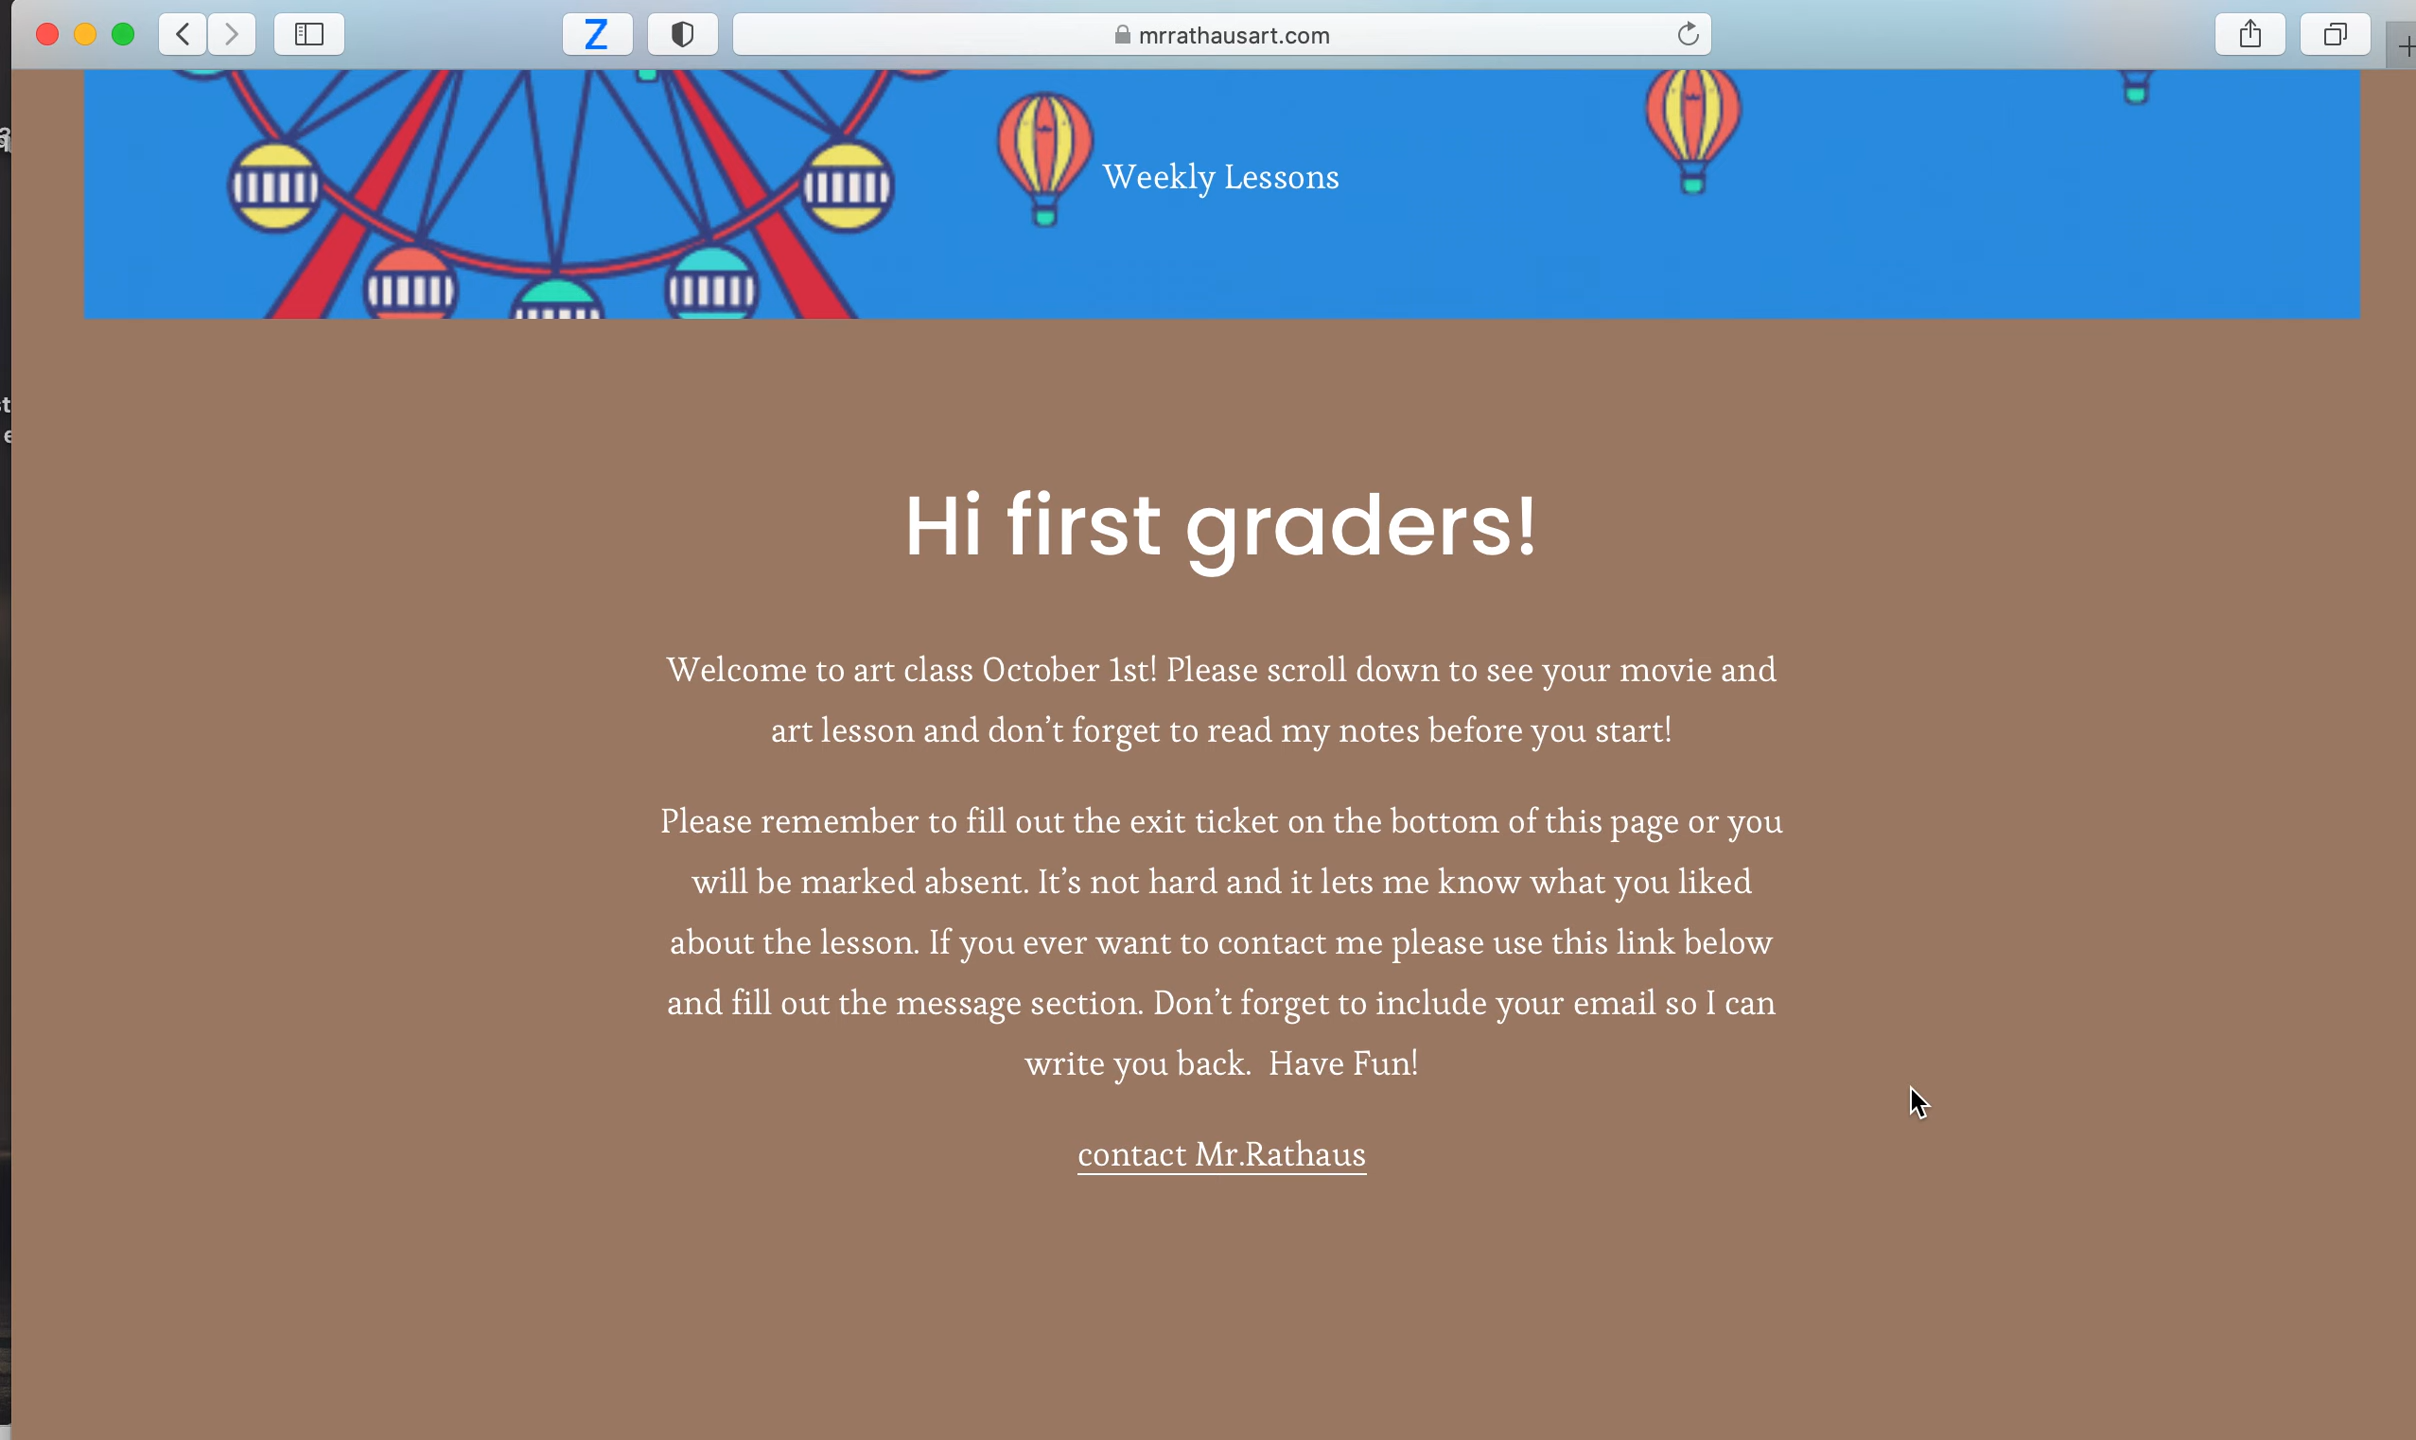 Z
mrrathausart.com
Weekly Lessons
Hi first graders!
Welcome to art class October 1st! Please scroll down to see your movie and
art lesson and don’t forget to read my notes before you start!
Please remember to fill out the exit ticket on the bottom of this page or you
will be marked absent. It’s not hard and it lets me know what you liked
about the lesson. If you ever want to contact me please use this link below
and fill out the message section. Don’t forget to include your email so I can
write you back.  Have Fun!
contact Mr.Rathaus